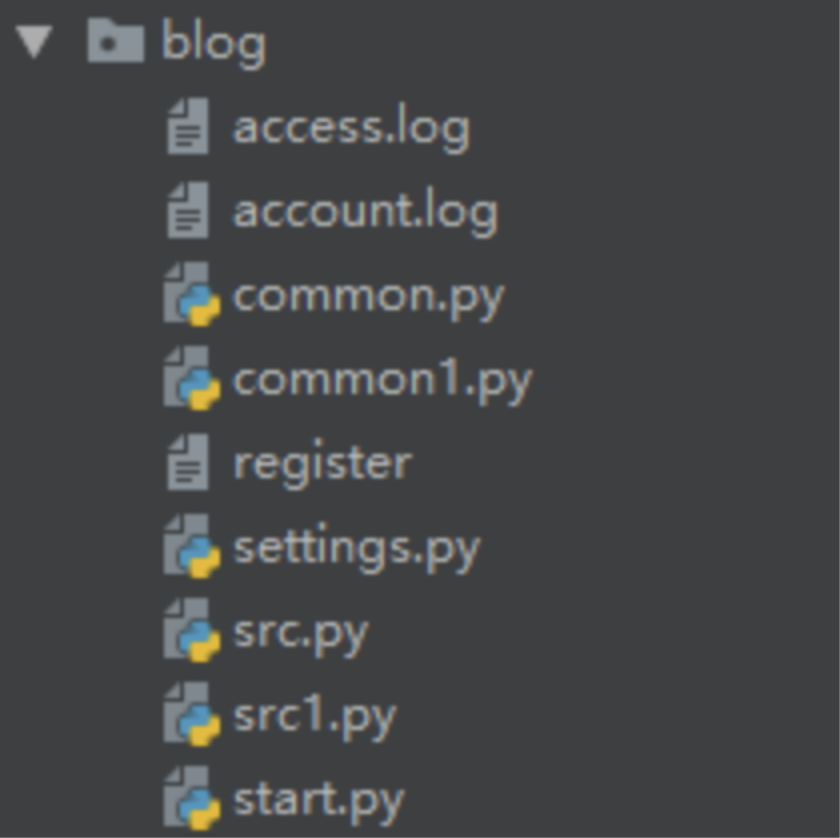 blog
access.log
account.log
common.py
common1.py
register
settings.py
src.py
src1.py
start.py